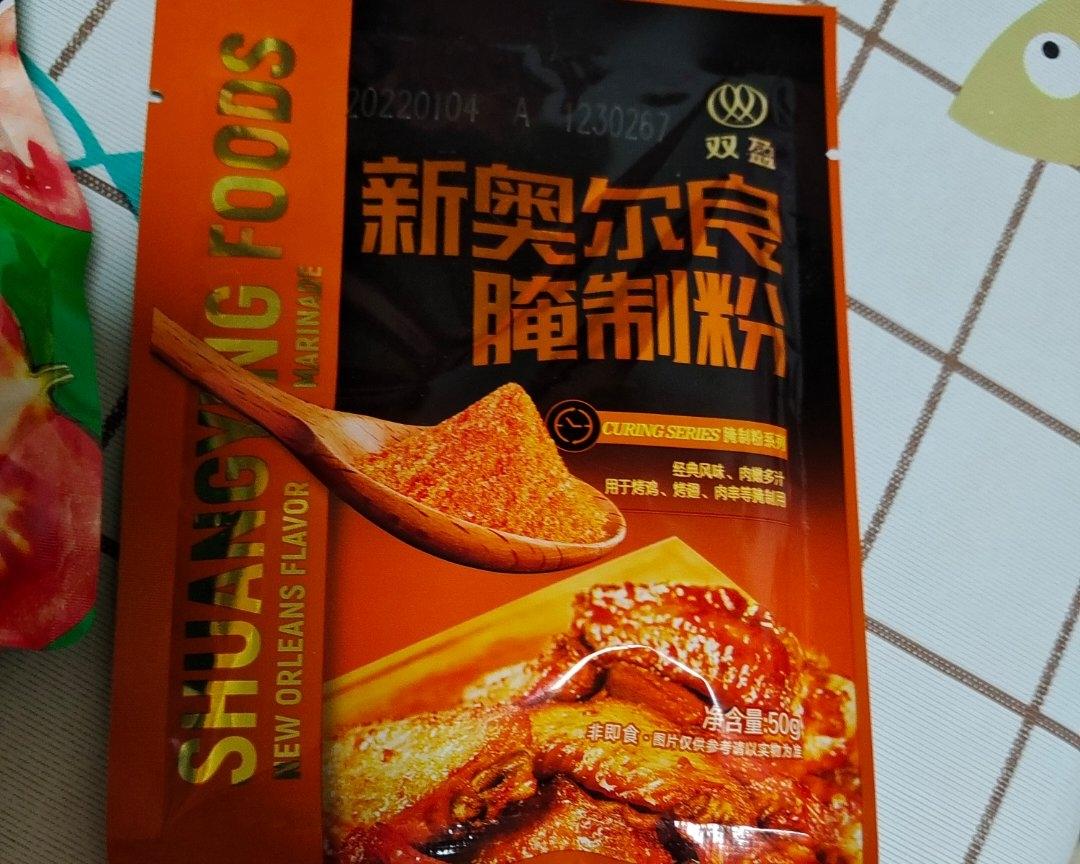 SHUANGYING FOODS
NEW ORLEANS FLAVOR MARINADE
20220104 A 1230267
双盈
新奥尔良
腌制粉
CURING SERIES 腌制粉系列
经典风味、肉嫩多汁
用于烤鸡、烤翅、肉串等腌制用
净含量:50g
非即食·图片仅供参考请以实物为准